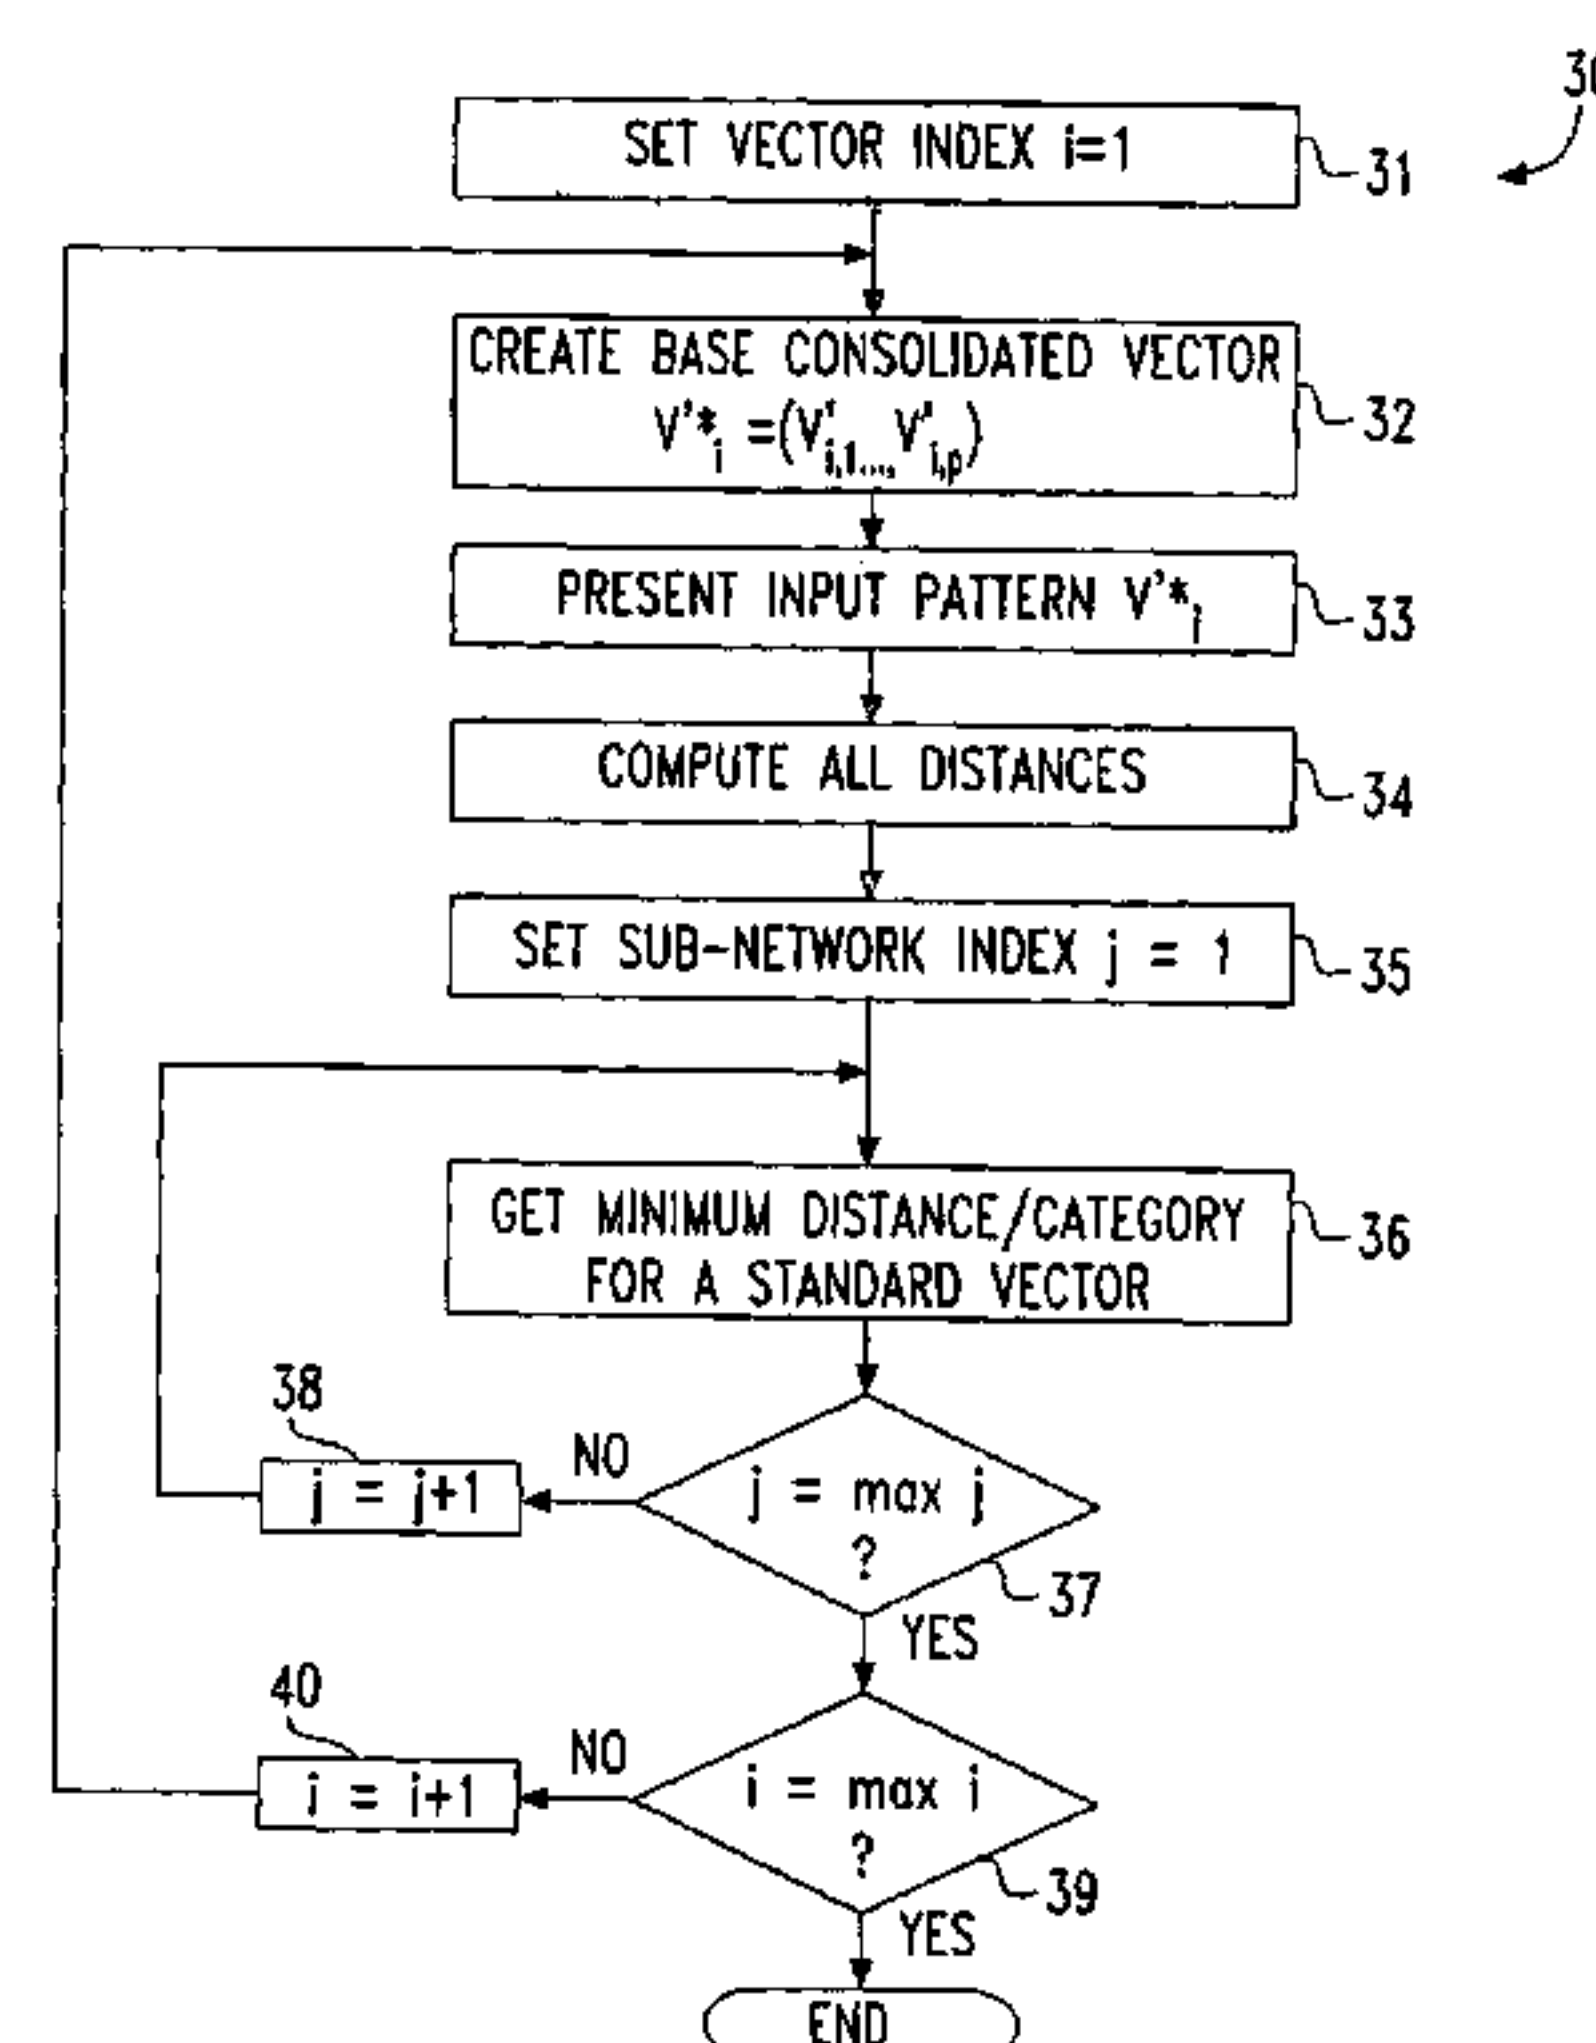 30
SET VECTOR INDEX i=1
31
CREATE BASE CONSOLIDATED VECTOR
V'*i =(V'i,1..., V'i,p)
32
PRESENT INPUT PATTERN V'*i
33
COMPUTE ALL DISTANCES
34
SET SUB-NETWORK INDEX j = 1
35
GET MINIMUM DISTANCE/CATEGORY
FOR A STANDARD VECTOR
36
38
j = j+1
NO
j = max j
?
37
YES
40
i = i+1
NO
i = max i
?
39
YES
END